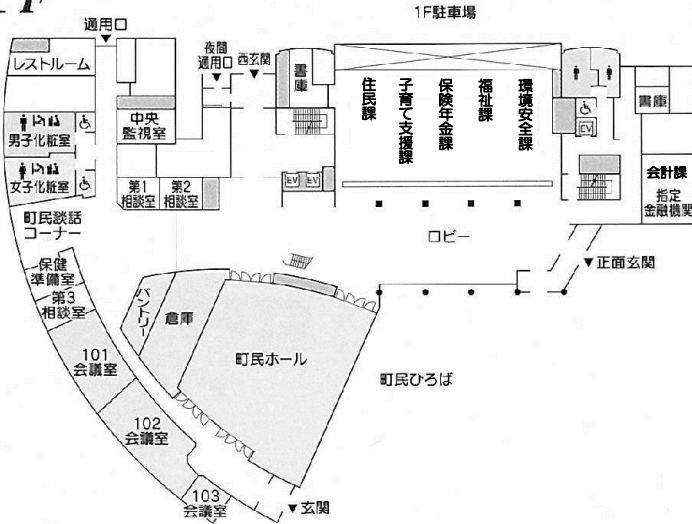 1F駐車場
通用口
夜間
通用口
西玄関
レストルーム
中央
監視室
書庫
住民課
子育て支援課
保険年金課
福祉課
環境安全課
書庫
男子化粧室
EV
EV
EV
女子化粧室
第1
相談室
第2
相談室
会計課
指定
金融機関
町民談話
コーナー
ロビー
▼正面玄関
保健
準備室
第3
相談室
パントリー
倉庫
町民ホール
町民ひろば
101
会議室
102
会議室
103
会議室
▼玄関